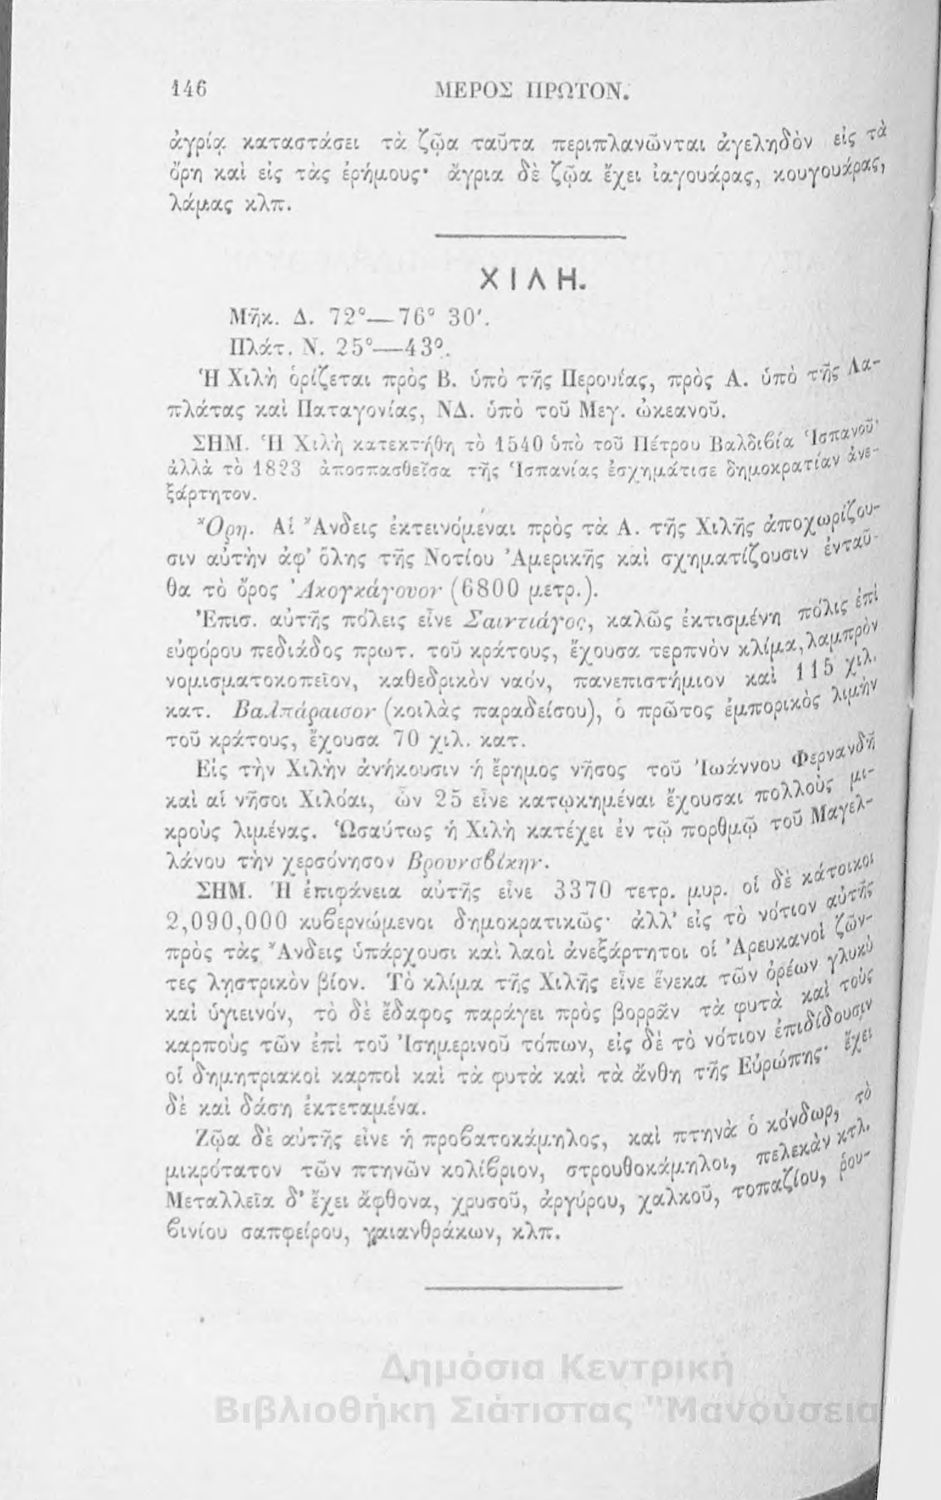 146 ΜΕΡΟΣ ΠΡΩΤΟΝ.
ἀγρίᾳ καταστάσει τὰ ζῷα ταῦτα περιπλανῶνται ἀγεληδὸν εἰς τὰ
ὄρη καὶ εἰς τὰς ἐρήμους· ἄγρια δὲ ζῷα ἔχει ἰαγουάρας, κουγουάρας,
λάμας κλπ.
ΧΙΛΗ.
Μῆκ. Δ. 72°—76° 30′.
Πλάτ. Ν. 25°—43°.
Ἡ Χιλὴ ὁρίζεται πρὸς Β. ὑπὸ τῆς Περουίας, πρὸς Α. ὑπὸ τῆς Λα-
πλάτας καὶ Παταγονίας, ΝΔ. ὑπὸ τοῦ Μεγ. ὠκεανοῦ.
ΣΗΜ. Ἡ Χιλὴ κατεκτήθη τὸ 1540 ὑπὸ τοῦ Πέτρου Βαλδιβία Ἱσπανοῦ·
ἀλλὰ τὸ 1823 ἀποσπασθεῖσα τῆς Ἱσπανίας ἐσχημάτισε δημοκρατίαν ἀνε-
ξάρτητον.
Ὄρη. Αἱ Ἄνδεις ἐκτεινόμεναι πρὸς τὰ Α. τῆς Χιλῆς ἀποχωρίζου-
σιν αὐτὴν ἀφ' ὅλης τῆς Νοτίου Ἀμερικῆς καὶ σχηματίζουσιν ἐνταῦ-
θα τὸ ὄρος Ἀκογκάγουον (6800 μετρ.).
Ἐπισ. αὐτῆς πόλεις εἶνε Σαιντιάγος, καλῶς ἐκτισμένη πόλις ἐπὶ
εὐφόρου πεδιάδος πρωτ. τοῦ κράτους, ἔχουσα τερπνὸν κλίμα, λαμπρὸν
νομισματοκοπεῖον, καθεδρικὸν ναόν, πανεπιστήμιον καὶ 115 χιλ.
κατ. Βαλπάραισον (κοιλὰς παραδείσου), ὁ πρῶτος ἐμπορικὸς λιμὴν
τοῦ κράτους, ἔχουσα 70 χιλ. κατ.
Εἰς τὴν Χιλὴν ἀνήκουσιν ἡ ἔρημος νῆσος τοῦ Ἰωάννου Φερνανδῆ
καὶ αἱ νῆσοι Χιλόαι, ὧν 25 εἶνε κατῳκημέναι ἔχουσαι πολλοὺς μι-
κροὺς λιμένας. Ὡσαύτως ἡ Χιλὴ κατέχει ἐν τῷ πορθμῷ τοῦ Μαγελ-
λάνου τὴν χερσόνησον Βρουνσβίκην.
ΣΗΜ. Ἡ ἐπιφάνεια αὐτῆς εἶνε 3370 τετρ. μυρ. οἱ δὲ κάτοικοι
2,090,000 κυβερνώμενοι δημοκρατικῶς· ἀλλ' εἰς τὸ νότιον αὐτῆς
πρὸς τὰς Ἄνδεις ὑπάρχουσι καὶ λαοὶ ἀνεξάρτητοι οἱ Ἀρευκανοὶ ζῶν-
τες λῃστρικὸν βίον. Τὸ κλίμα τῆς Χιλῆς εἶνε ἕνεκα τῶν ὀρέων γλυκὺ
καὶ ὑγιεινόν, τὸ δὲ ἔδαφος παράγει πρὸς βορρᾶν τὰ φυτὰ καὶ τοὺς
καρποὺς τῶν ἐπὶ τοῦ Ἰσημερινοῦ τόπων, εἰς δὲ τὸ νότιον ἐπιδίδουσιν
οἱ δημητριακοὶ καρποὶ καὶ τὰ φυτὰ καὶ τὰ ἄνθη τῆς Εὐρώπης· ἔχει
δὲ καὶ δάση ἐκτεταμένα.
Ζῷα δὲ αὐτῆς εἶνε ἡ προβατοκάμηλος, καὶ πτηνὰ ὁ κόνδωρ, τὸ
μικρότατον τῶν πτηνῶν κολίβριον, στρουθοκάμηλοι, πελεκὰν κτλ.
Μεταλλεῖα δ' ἔχει ἄφθονα, χρυσοῦ, ἀργύρου, χαλκοῦ, τοπαζίου, ῥου-
βινίου σαπφείρου, γαιανθράκων, κλπ.
Δημόσια Κεντρική
Βιβλιοθήκη Σιάτιστας "Μανούσεια